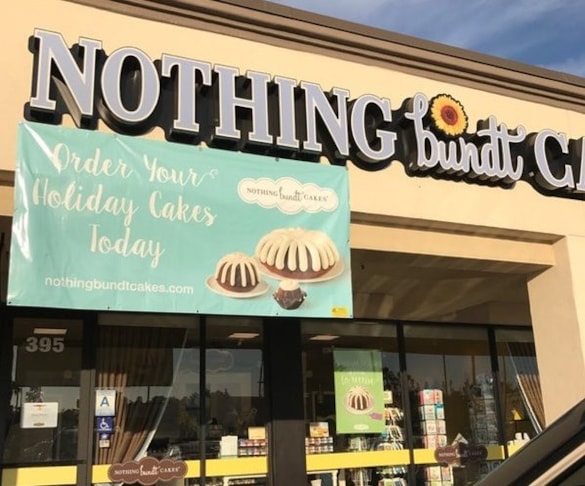 NOTHING bundt CA
Order Your
Holiday Cakes
Today
NOTHING bundt CAKES
nothingbundtcakes.com
395
A
NOTHING bundt CAKES